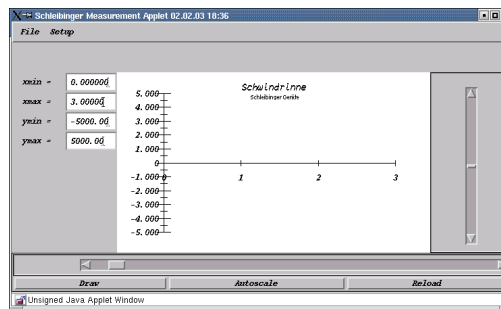 Schleibinger Measurement Applet 02.02.03 18:36
File Setup
xmin = 0.000000
xmax = 3.00000
ymin = -5000.00
ymax = 5000.00
Schwindrinne
Schleibinger Geräte
5.000
4.000
3.000
2.000
1.000
0
-1.000
-2.000
-3.000
-4.000
-5.000
0 1 2 3
Draw Autoscale Reload
Unsigned Java Applet Window